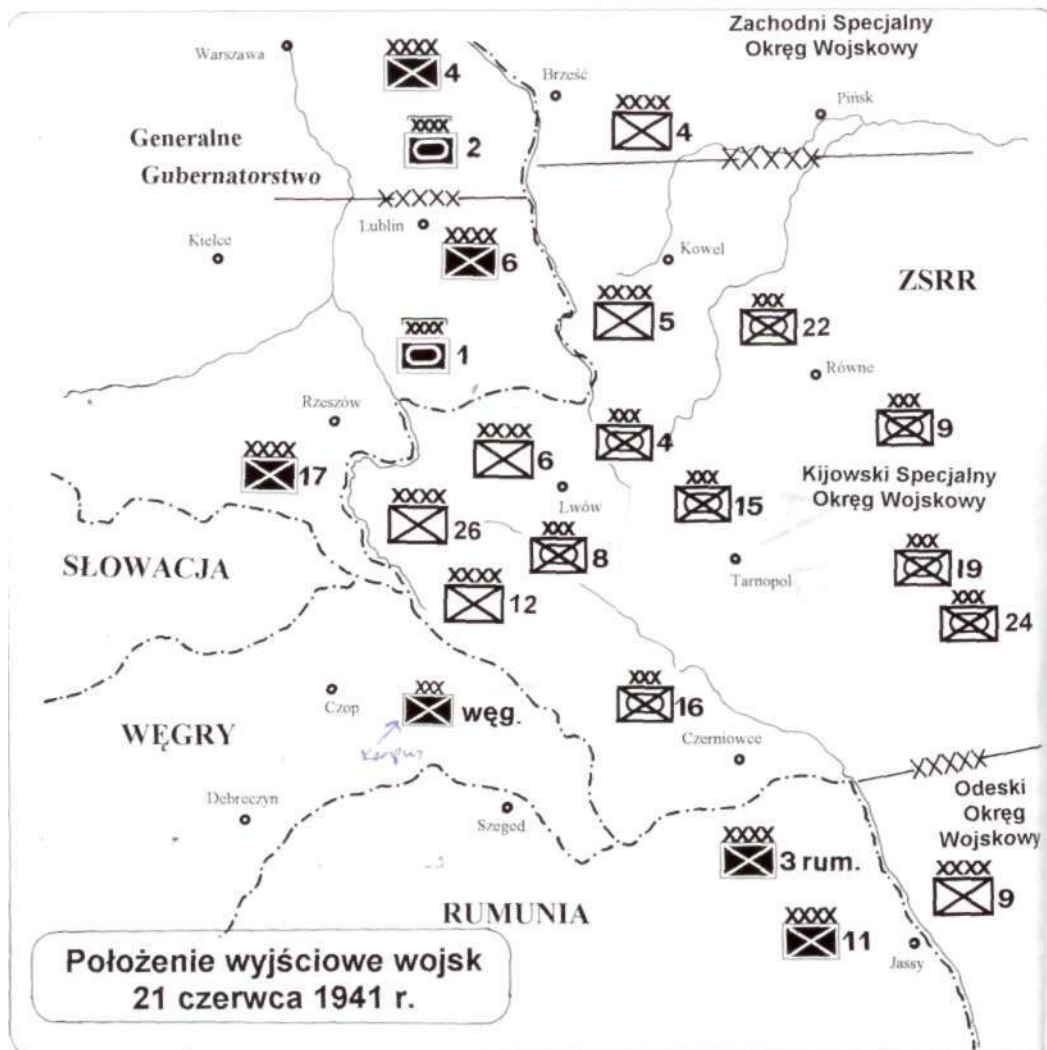 Zachodni Specjalny
Okręg Wojskowy
Warszawa
XXXX
4
Brześć
XXXX
4
Pińsk
XXXX
2
Generalne
Gubernatorstwo
XXXXX
XXXXX
Lublin
Kielce
XXXX
6
Kowel
ZSRR
XXXX
5
XXX
22
XXXX
1
Równe
Rzeszów
XXX
9
XXXX
6
XXX
4
XXXX
17
Kijowski Specjalny
Okręg Wojskowy
XXX
15
Lwów
XXXX
26
XXX
8
Tarnopol
XXX
19
SŁOWACJA
XXXX
12
XXX
24
Czop
XXX
węg.
korpus
XXX
16
WĘGRY
Czerniowce
XXXXX
Odeski
Okręg
Wojskowy
Debreczyn
Szeged
XXXX
3 rum.
XXXX
9
RUMUNIA
XXXX
11
Jassy
Położenie wyjściowe wojsk
21 czerwca 1941 r.